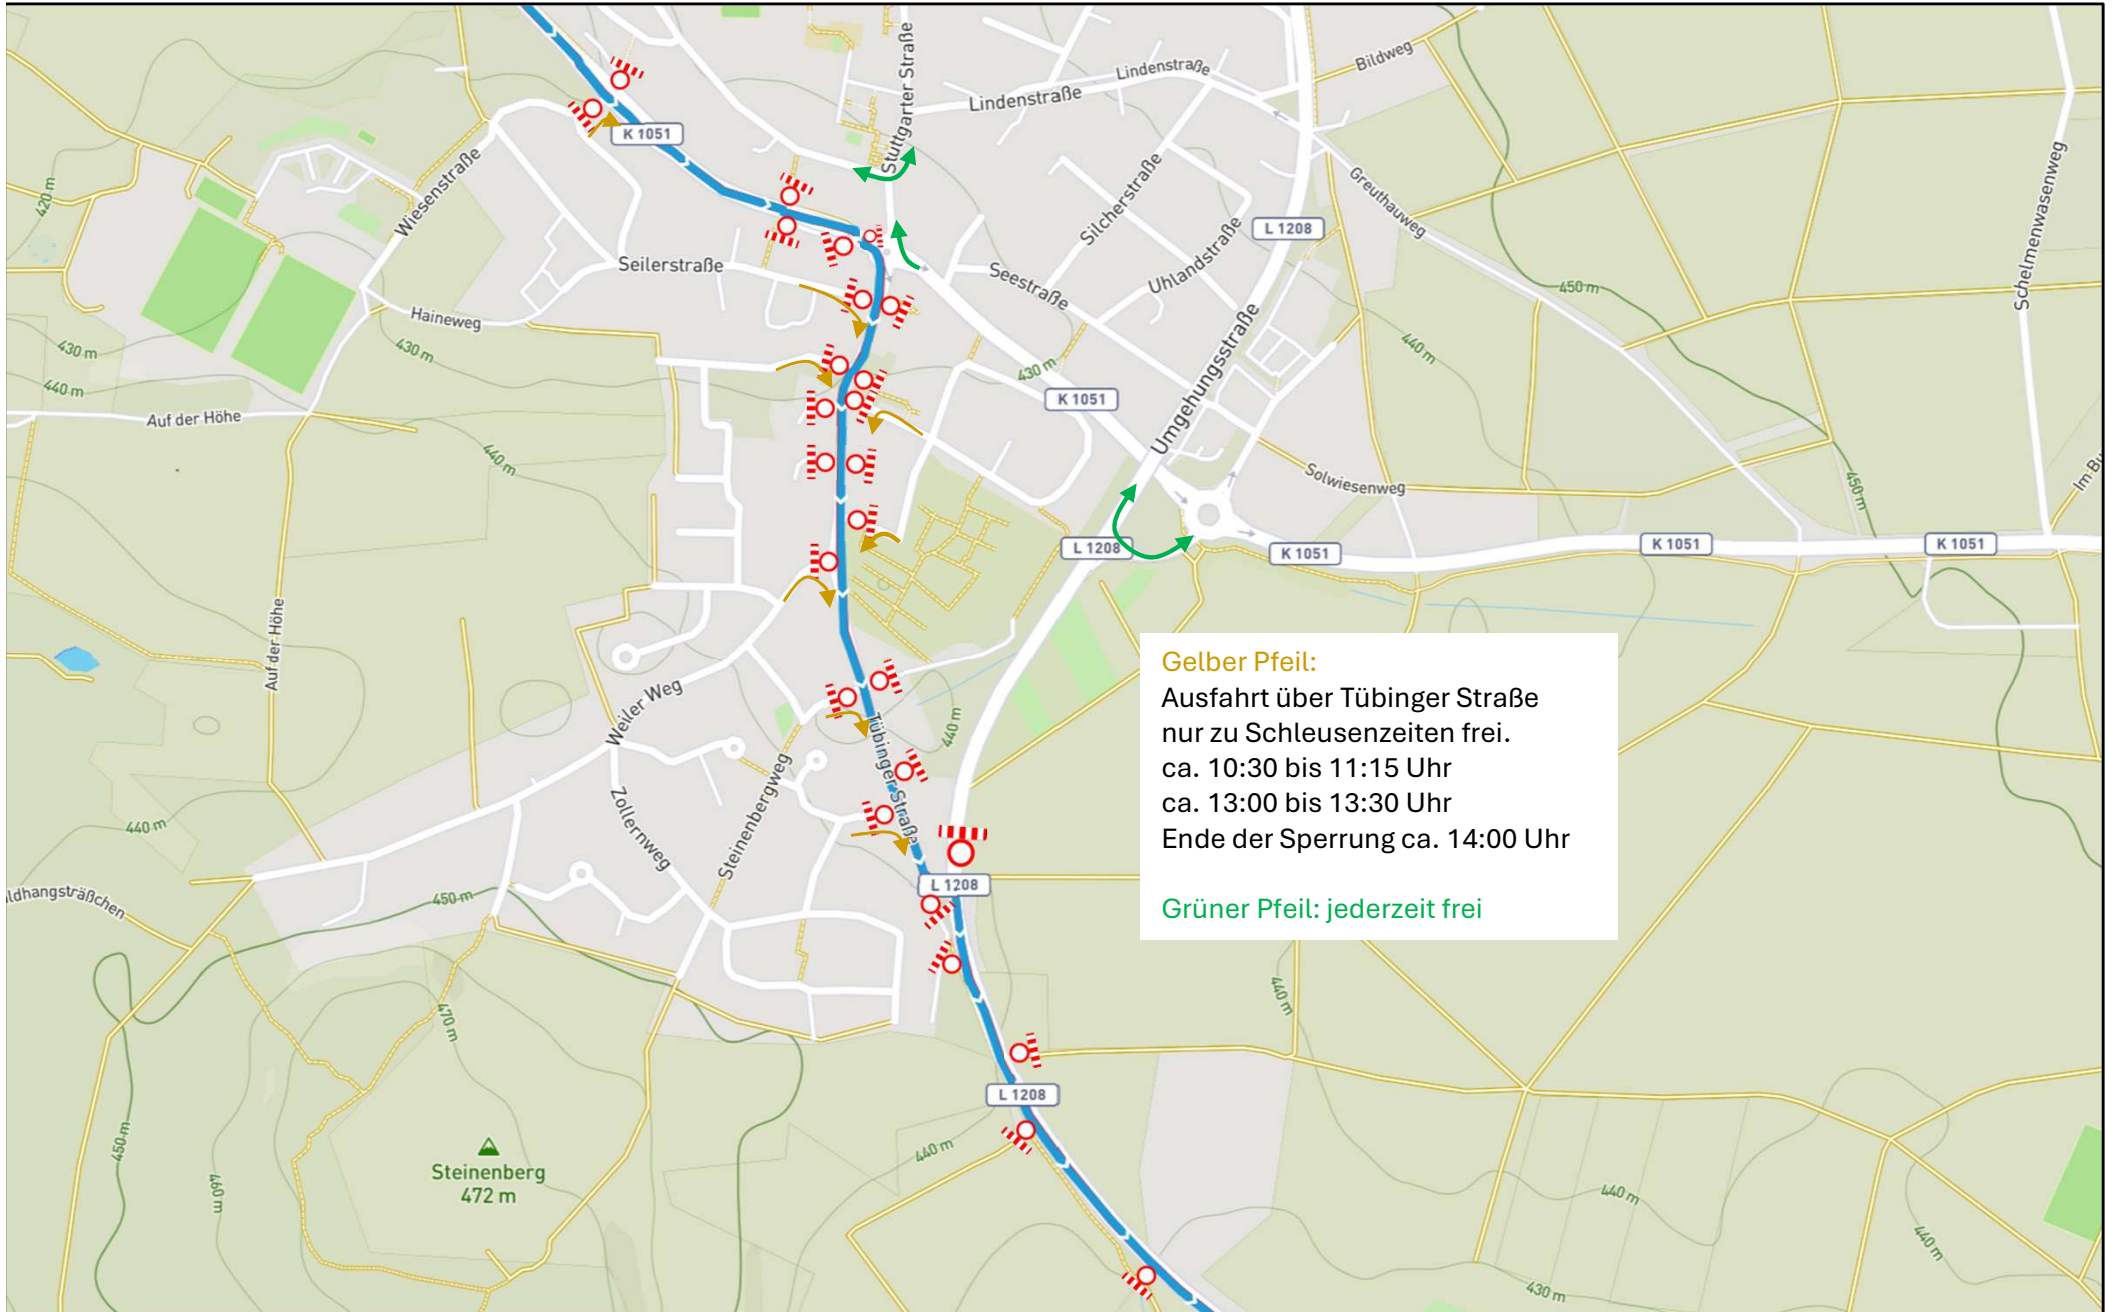 Stuttgarter Straße
Lindenstraße
Lindenstraße
Bildweg
K 1051
Wiesenstraße
420 m
Silcherstraße
Greuthauweg
Schelmenwasenweg
L 1208
Seilerstraße
Seestraße
Uhlandstraße
450 m
Haineweg
430 m
430 m
440 m
440 m
430 m
K 1051
Umgehungsstraße
Auf der Höhe
440 m
Solwiesenweg
450 m
L 1208
K 1051
K 1051
K 1051
Auf der Höhe
Weiler Weg
440 m
Tübinger Straße
Zollernweg
Steinenbergweg
440 m
L 1208
Gelber Pfeil:
Ausfahrt über Tübinger Straße
nur zu Schleusenzeiten frei.
ca. 10:30 bis 11:15 Uhr
ca. 13:00 bis 13:30 Uhr
Ende der Sperrung ca. 14:00 Uhr
Grüner Pfeil: jederzeit frei
ldhangsträßchen
450 m
470 m
440 m
L 1208
450 m
460 m
Steinenberg
472 m
440 m
440 m
440 m
430 m